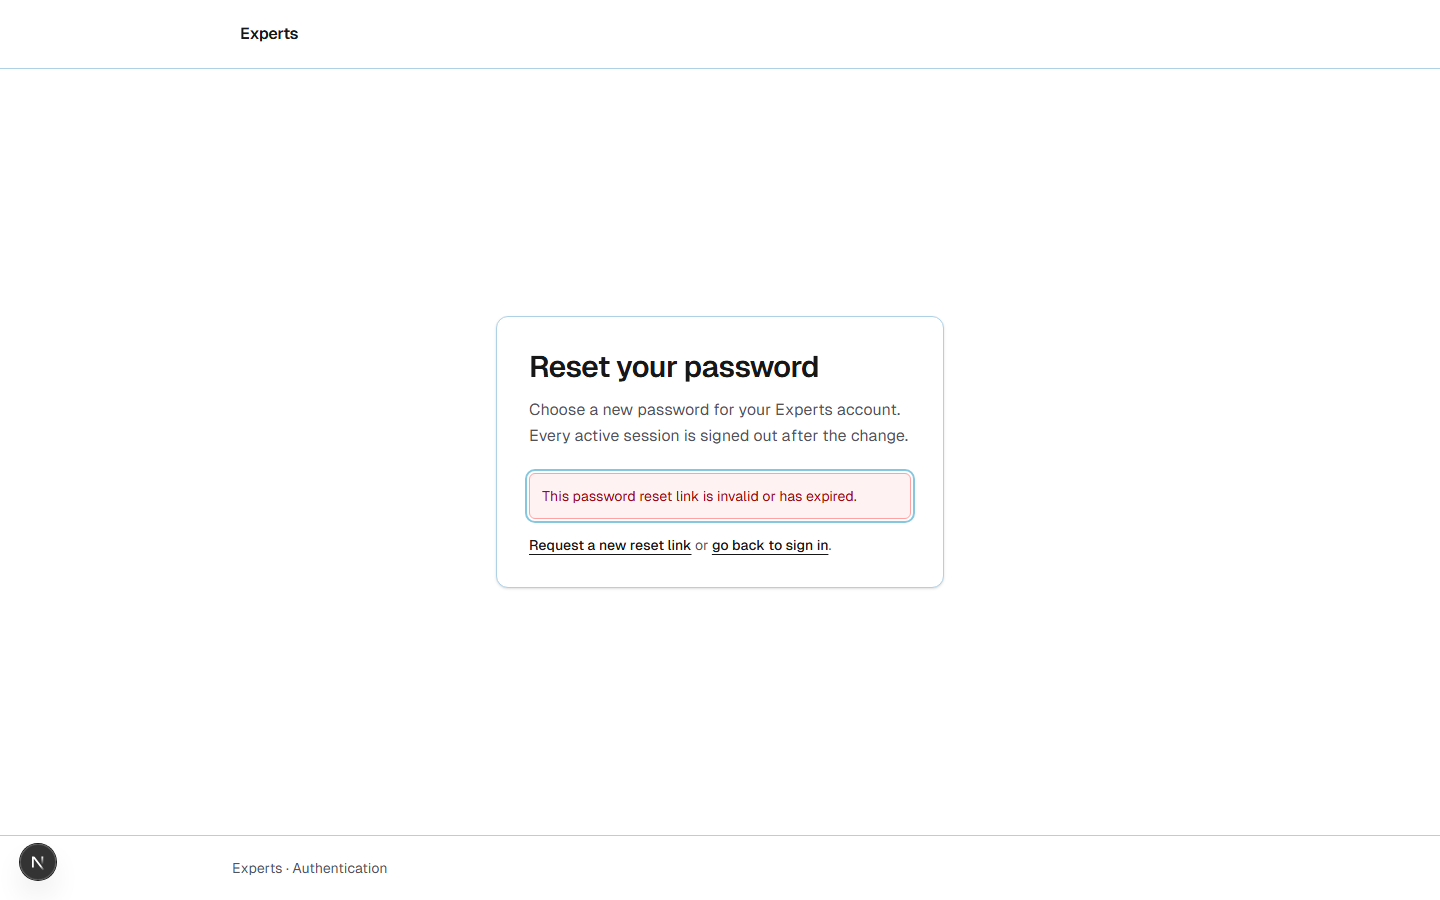 Experts
Reset your password
Choose a new password for your Experts account.
Every active session is signed out after the change.
This password reset link is invalid or has expired.
Request a new reset link or go back to sign in.
N
Experts · Authentication